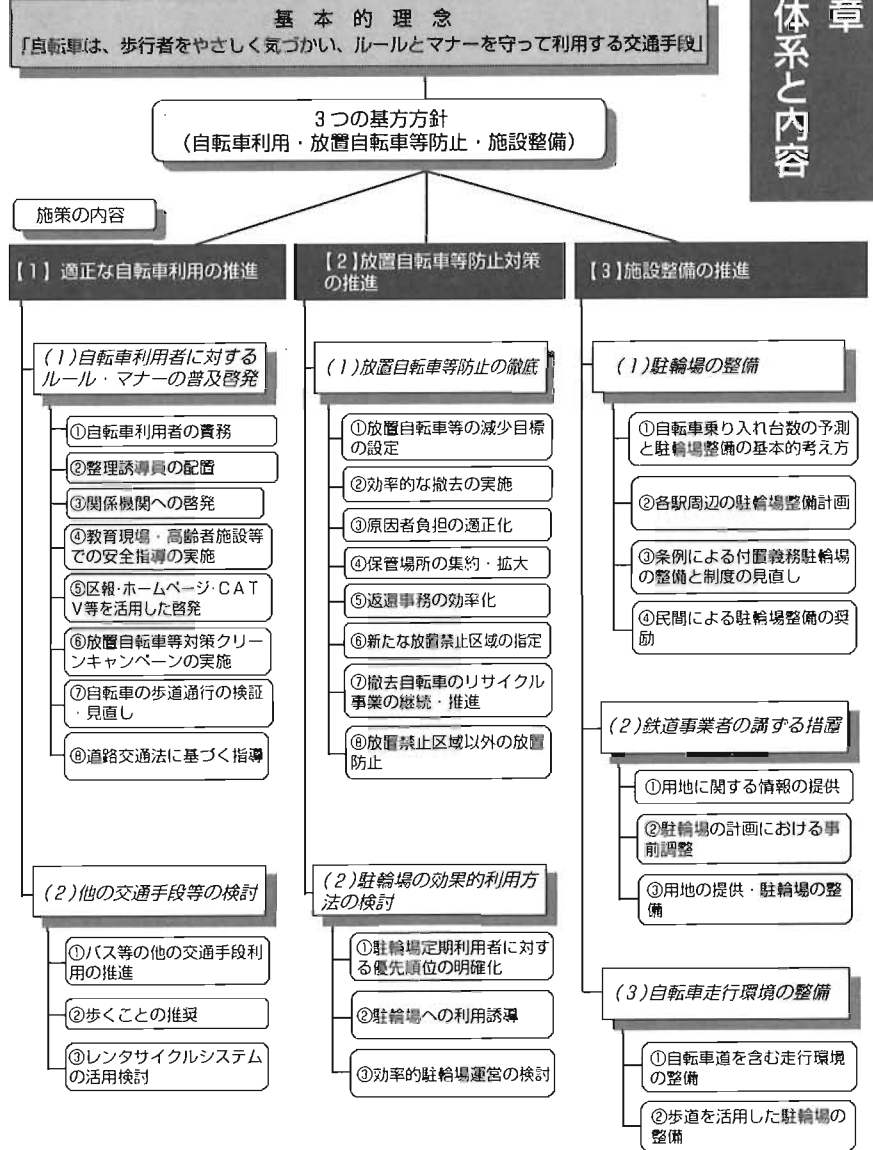 章
体系と内容
基本的理念
「自転車は、歩行者をやさしく気づかい、ルールとマナーを守って利用する交通手段」
3つの基方方針
(自転車利用・放置自転車等防止・施設整備)
施策の内容
【1】適正な自転車利用の推進
(1)自転車利用者に対する
ルール・マナーの普及啓発
①自転車利用者の責務
②整理誘導員の配置
③関係機関への啓発
④教育現場・高齢者施設等
での安全指導の実施
⑤区報・ホームページ・CAT
V等を活用した啓発
⑥放置自転車等対策クリー
ンキャンペーンの実施
⑦自転車の歩道通行の検証
・見直し
⑧道路交通法に基づく指導
(2)他の交通手段等の検討
①バス等の他の交通手段利
用の推進
②歩くことの推奨
③レンタサイクルシステム
の活用検討
【2】放置自転車等防止対策
の推進
(1)放置自転車等防止の徹底
①放置自転車等の減少目標
の設定
②効率的な撤去の実施
③原因者負担の適正化
④保管場所の集約・拡大
⑤返還事務の効率化
⑥新たな放置禁止区域の指定
⑦撤去自転車のリサイクル
事業の継続・推進
⑧放置禁止区域以外の放置
防止
(2)駐輪場の効果的利用方
法の検討
①駐輪場定期利用者に対す
る優先順位の明確化
②駐輪場への利用誘導
③効率的駐輪場運営の検討
【3】施設整備の推進
(1)駐輪場の整備
①自転車乗り入れ台数の予測
と駐輪場整備の基本的考え方
②各駅周辺の駐輪場整備計画
③条例による付置義務駐輪場
の整備と制度の見直し
④民間による駐輪場整備の奨
励
(2)鉄道事業者の講ずる措置
①用地に関する情報の提供
②駐輪場の計画における事
前調整
③用地の提供・駐輪場の整
備
(3)自転車走行環境の整備
①自転車道を含む走行環境
の整備
②歩道を活用した駐輪場の
整備